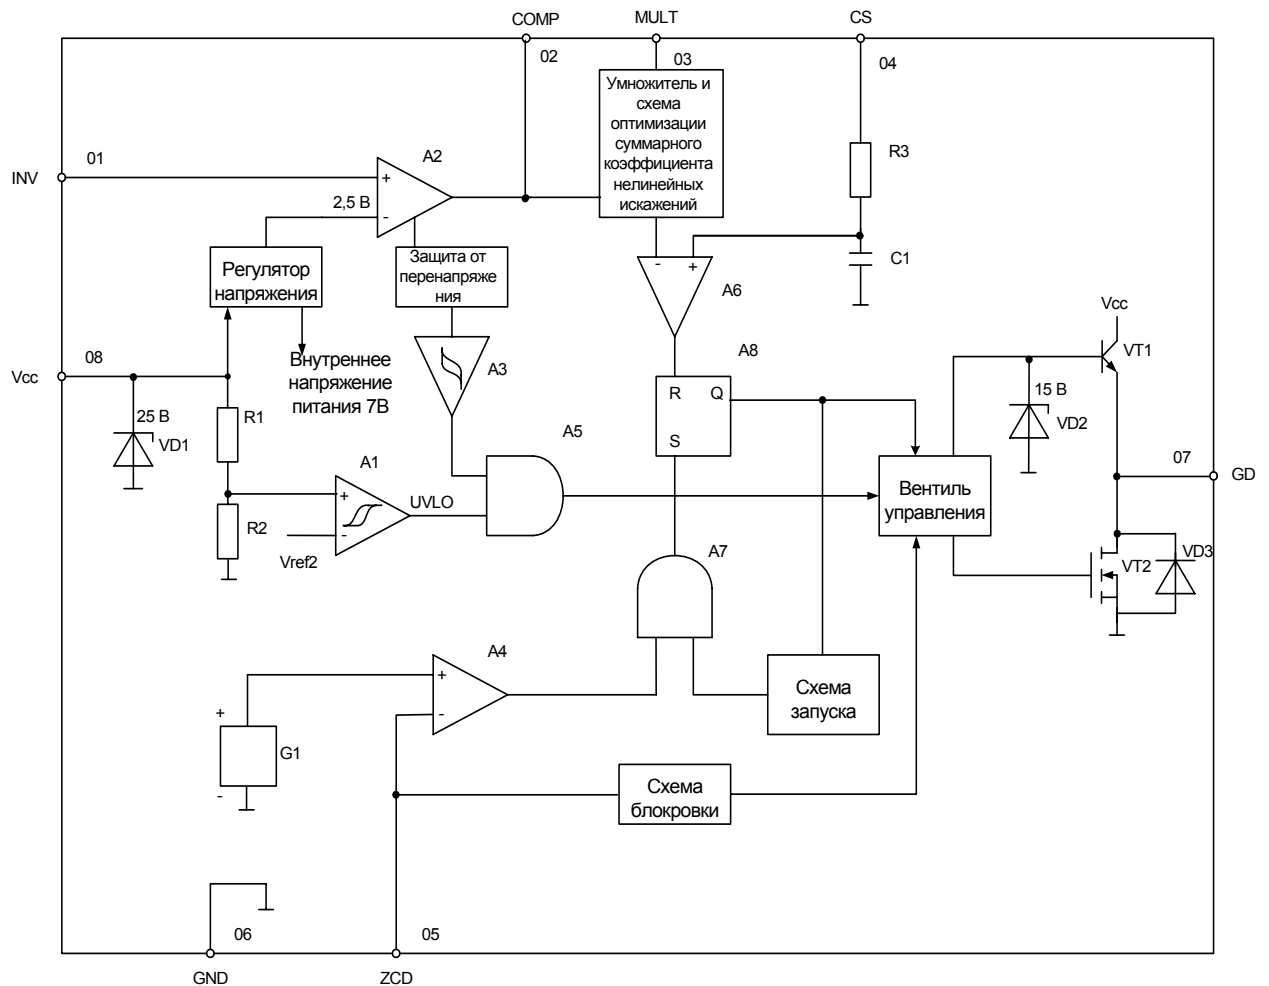 COMP
MULT
CS
02
03
04
Умножитель и
схема
оптимизации
суммарного
коэффициента
нелинейных
искажений
R3
01
INV
A2
+
2,5 В
-
Регулятор
напряжения
Защита от
перенапряже
ния
-
+
A6
C1
Vcc
VT1
08
Vcc
Внутреннее
напряжение
питания 7В
A3
A8
R
Q
S
25 В
VD1
R1
15 В
VD2
A5
A1
07
GD
+
UVLO
R2
-
Vref2
Вентиль
управления
A7
VT2
VD3
A4
+
-
Схема
запуска
+
G1
-
Схема
блокровки
06
05
GND
ZCD